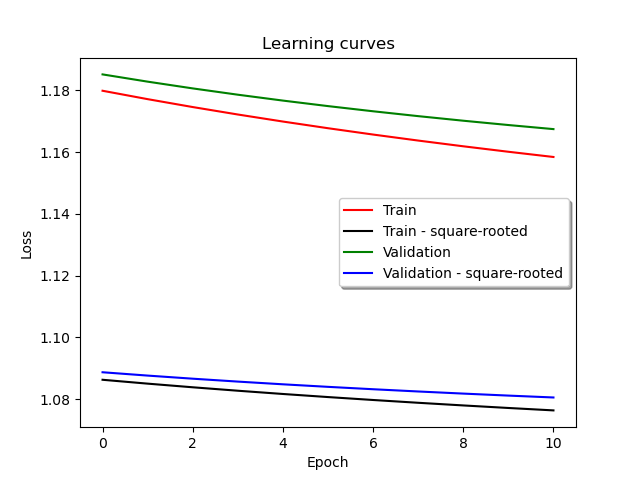 Learning curves
1.18
1.16
1.14
1.12
1.10
1.08
Loss
Train
Train - square-rooted
Validation
Validation - square-rooted
0 2 4 6 8 10
Epoch